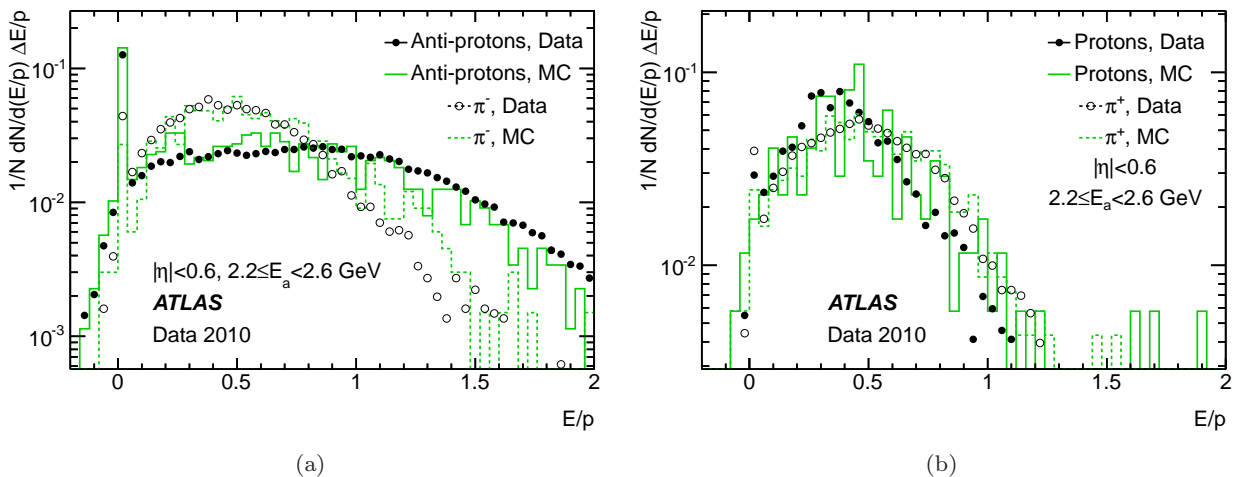 1/N dN/d(E/p) ΔE/p
10⁻¹
10⁻²
10⁻³
Anti-protons, Data
Anti-protons, MC
π⁻, Data
π⁻, MC
|η|<0.6, 2.2≤Eₐ<2.6 GeV
ATLAS
Data 2010
0 0.5 1 1.5 2
E/p
(a)
1/N dN/d(E/p) ΔE/p
10⁻¹
10⁻²
Protons, Data
Protons, MC
π⁺, Data
π⁺, MC
|η|<0.6
2.2≤Eₐ<2.6 GeV
ATLAS
Data 2010
0 0.5 1 1.5 2
E/p
(b)